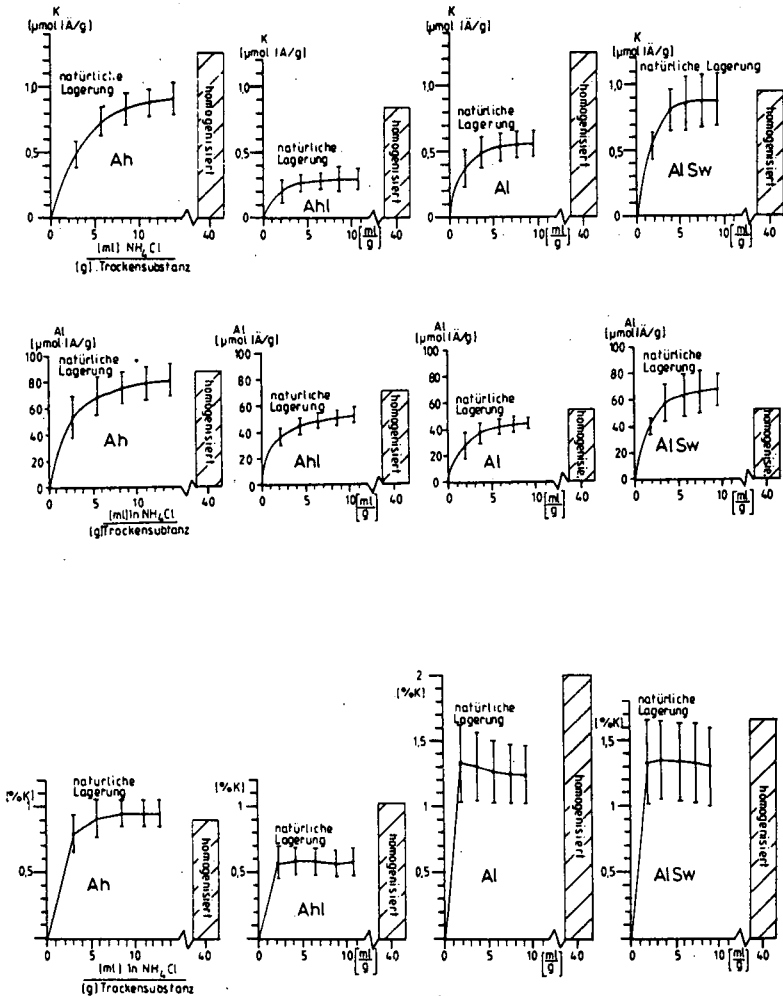 K
[µmol IÄ/g]
natürliche
Lagerung
1,0
0,5
0
Ah
homogenisiert
0 5 10 40
[ml] NH4Cl
[g] Trockensubstanz
K
[µmol IÄ/g]
1,0
natürliche
Lagerung
0,5
0
Ahl
homogenisiert
0 5 10 40
[ml/g]
K
[µmol IÄ/g]
1,0
natürliche
Lagerung
0,5
0
Al
homogenisiert
0 5 10 40
[ml/g]
K
[µmol IÄ/g]
natürliche Lagerung
1,0
0,5
0
AlSw
homogenisiert
0 5 10 40
[ml/g]
Al
[µmol IÄ/g]
100
natürliche
Lagerung
80
60
40
20
0
Ah
homogenisiert
0 5 10 40
[ml] 1n NH4Cl
[g] Trockensubtanz
Al
[µmol IÄ/g]
100
80
natürliche
Lagerung
60
40
20
0
Ahl
homogenisiert
0 5 10 40
[ml/g]
Al
[µmol IÄ/g]
100
80
natürliche
Lagerung
60
40
20
0
Al
homogenisie
0 5 10 40
[ml/g]
Al
[µmol IÄ/g]
100
natürliche
Lagerung
80
60
40
20
0
AlSw
homogenisie
0 5 10 40
[ml/g]
[%K]
natürliche
Lagerung
1
0,5
Ah
homogenisiert
0 5 10 40
[ml] 1n NH4Cl
[g] Trockensubstanz
[%K]
1
natürliche
Lagerung
0,5
Ahl
homogenisiert
0 5 10 40
[ml/g]
2
[%K]
natürliche
Lagerung
1,5
1
0,5
Al
homogenisiert
0 5 10 40
[ml/g]
natürliche
Lagerung
[%K]
1,5
1
0,5
AlSw
homogenisiert
0 5 10 40
[ml/g]